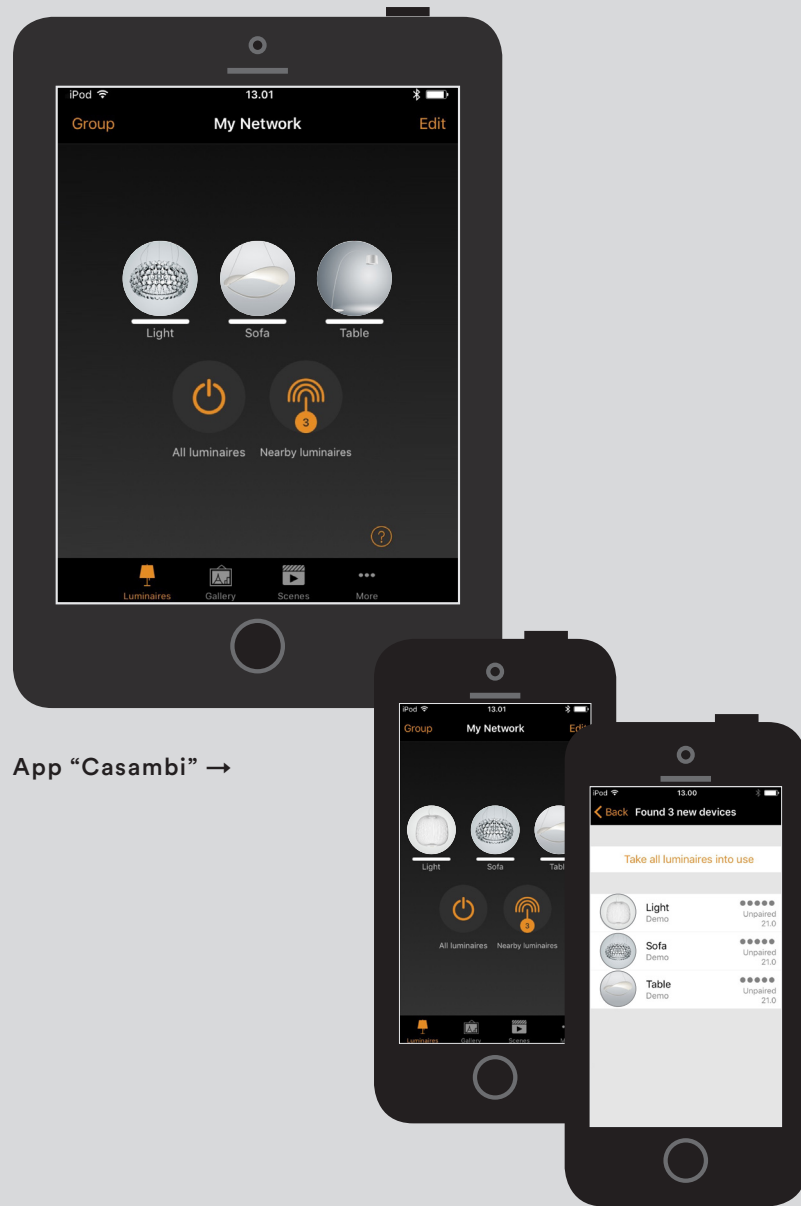 iPod 13.01
Group My Network Edit
Light Sofa Table
3
All luminaires Nearby luminaires
?
Luminaires Gallery Scenes More
App “Casambi” →
iPod 13.01
Group My Network
Light Sofa
3
All luminaires Nearby luminaires
Luminaires Gallery Scenes
iPod 13.00
Back Found 3 new devices
Take all luminaires into use
Light
Demo
Unpaired
21.0
Sofa
Demo
Unpaired
21.0
Table
Demo
Unpaired
21.0